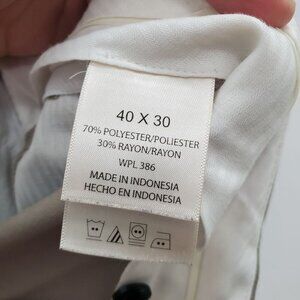 40 X 30
70% POLYESTER/POLIESTER
30% RAYON/RAYON
WPL 386
MADE IN INDONESIA
HECHO EN INDONESIA